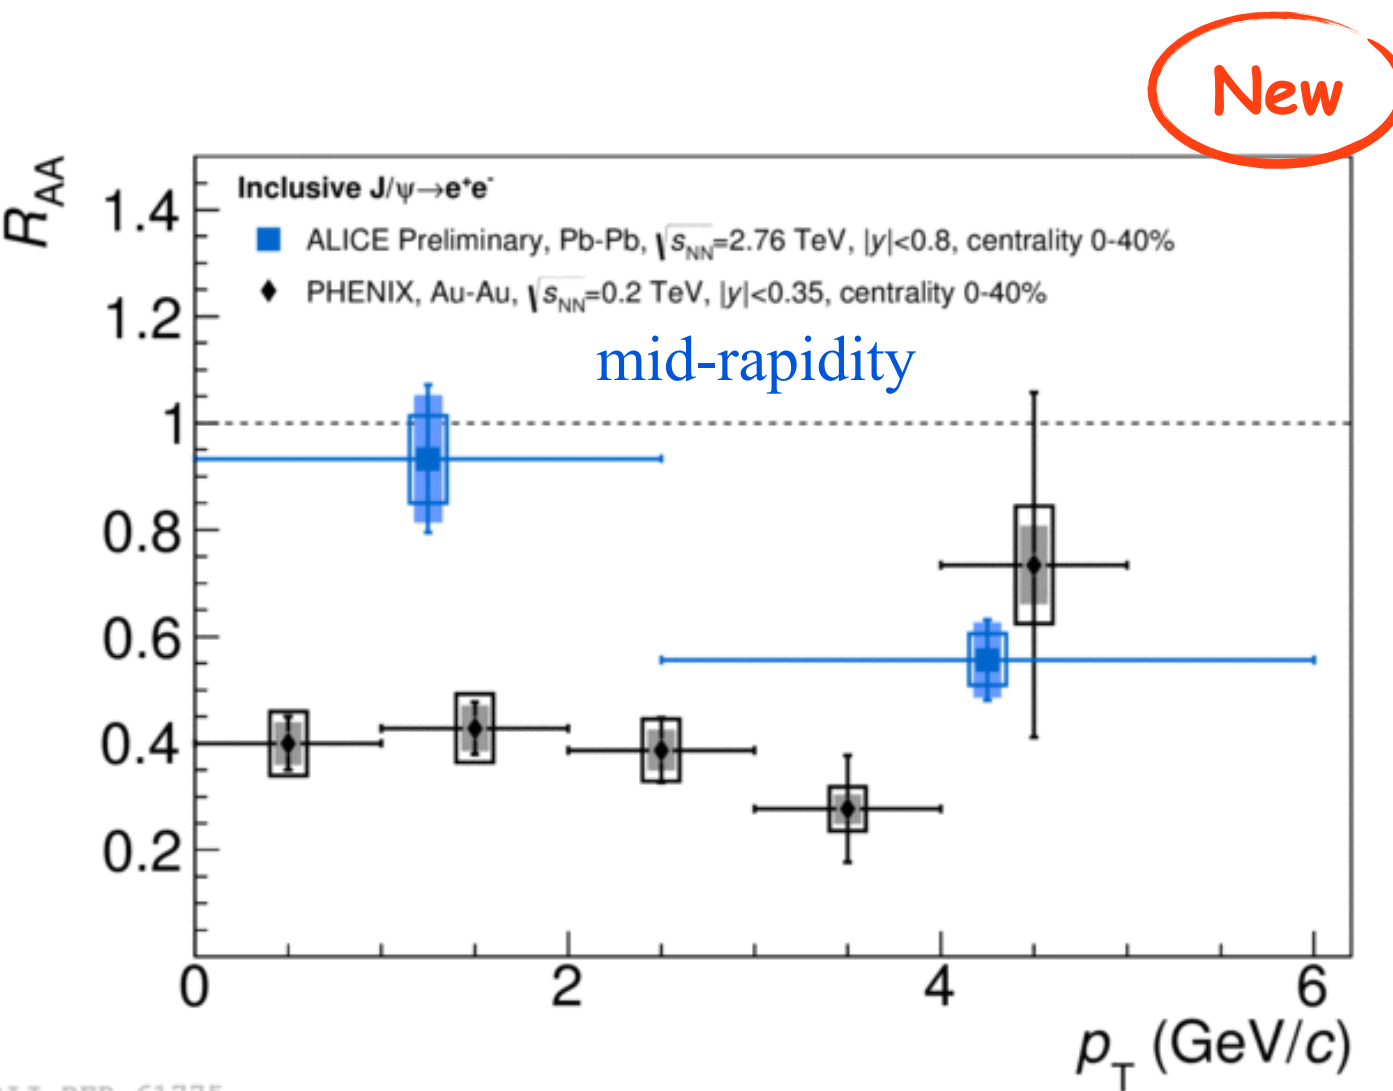 New
R_AA
Inclusive J/ψ→e⁺e⁻
ALICE Preliminary, Pb-Pb, √s_NN=2.76 TeV, |y|<0.8, centrality 0-40%
PHENIX, Au-Au, √s_NN=0.2 TeV, |y|<0.35, centrality 0-40%
mid-rapidity
1.4
1.2
1
0.8
0.6
0.4
0.2
0 2 4 6
p_T (GeV/c)